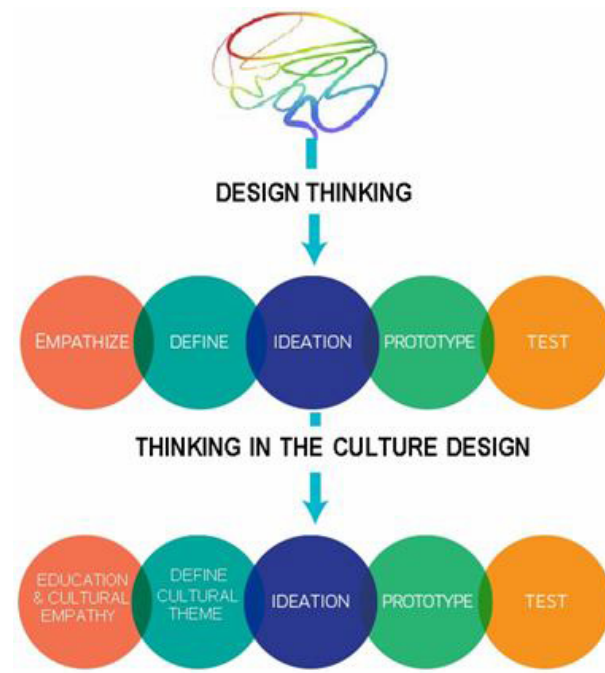 DESIGN THINKING
EMPATHIZE
DEFINE
IDEATION
PROTOTYPE
TEST
THINKING IN THE CULTURE DESIGN
EDUCATION
& CULTURAL
EMPATHY
DEFINE
CULTURAL
THEME
IDEATION
PROTOTYPE
TEST